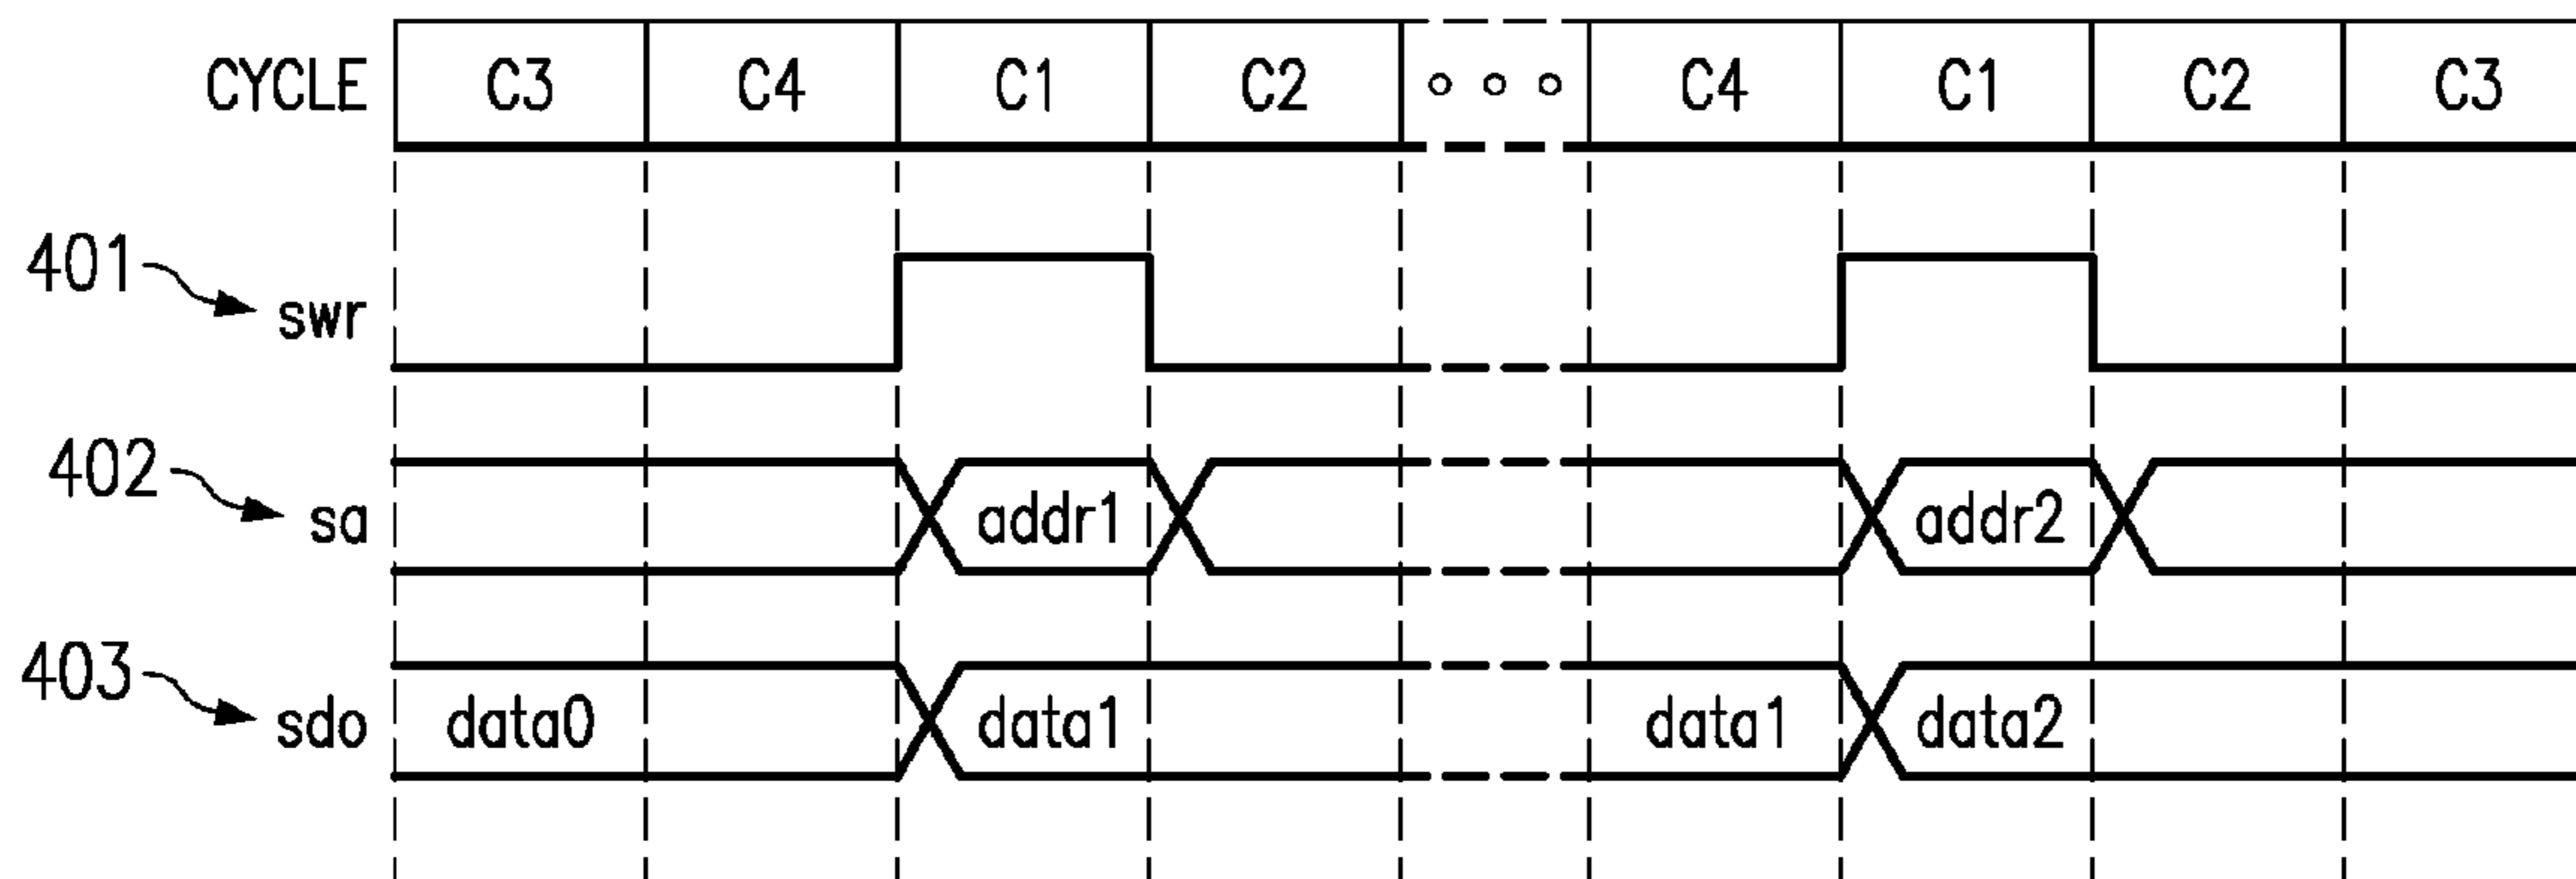 CYCLE C3 C4 C1 C2 C4 C1 C2 C3
401 swr
402 sa addr1 addr2
403 sdo data0 data1 data1 data2